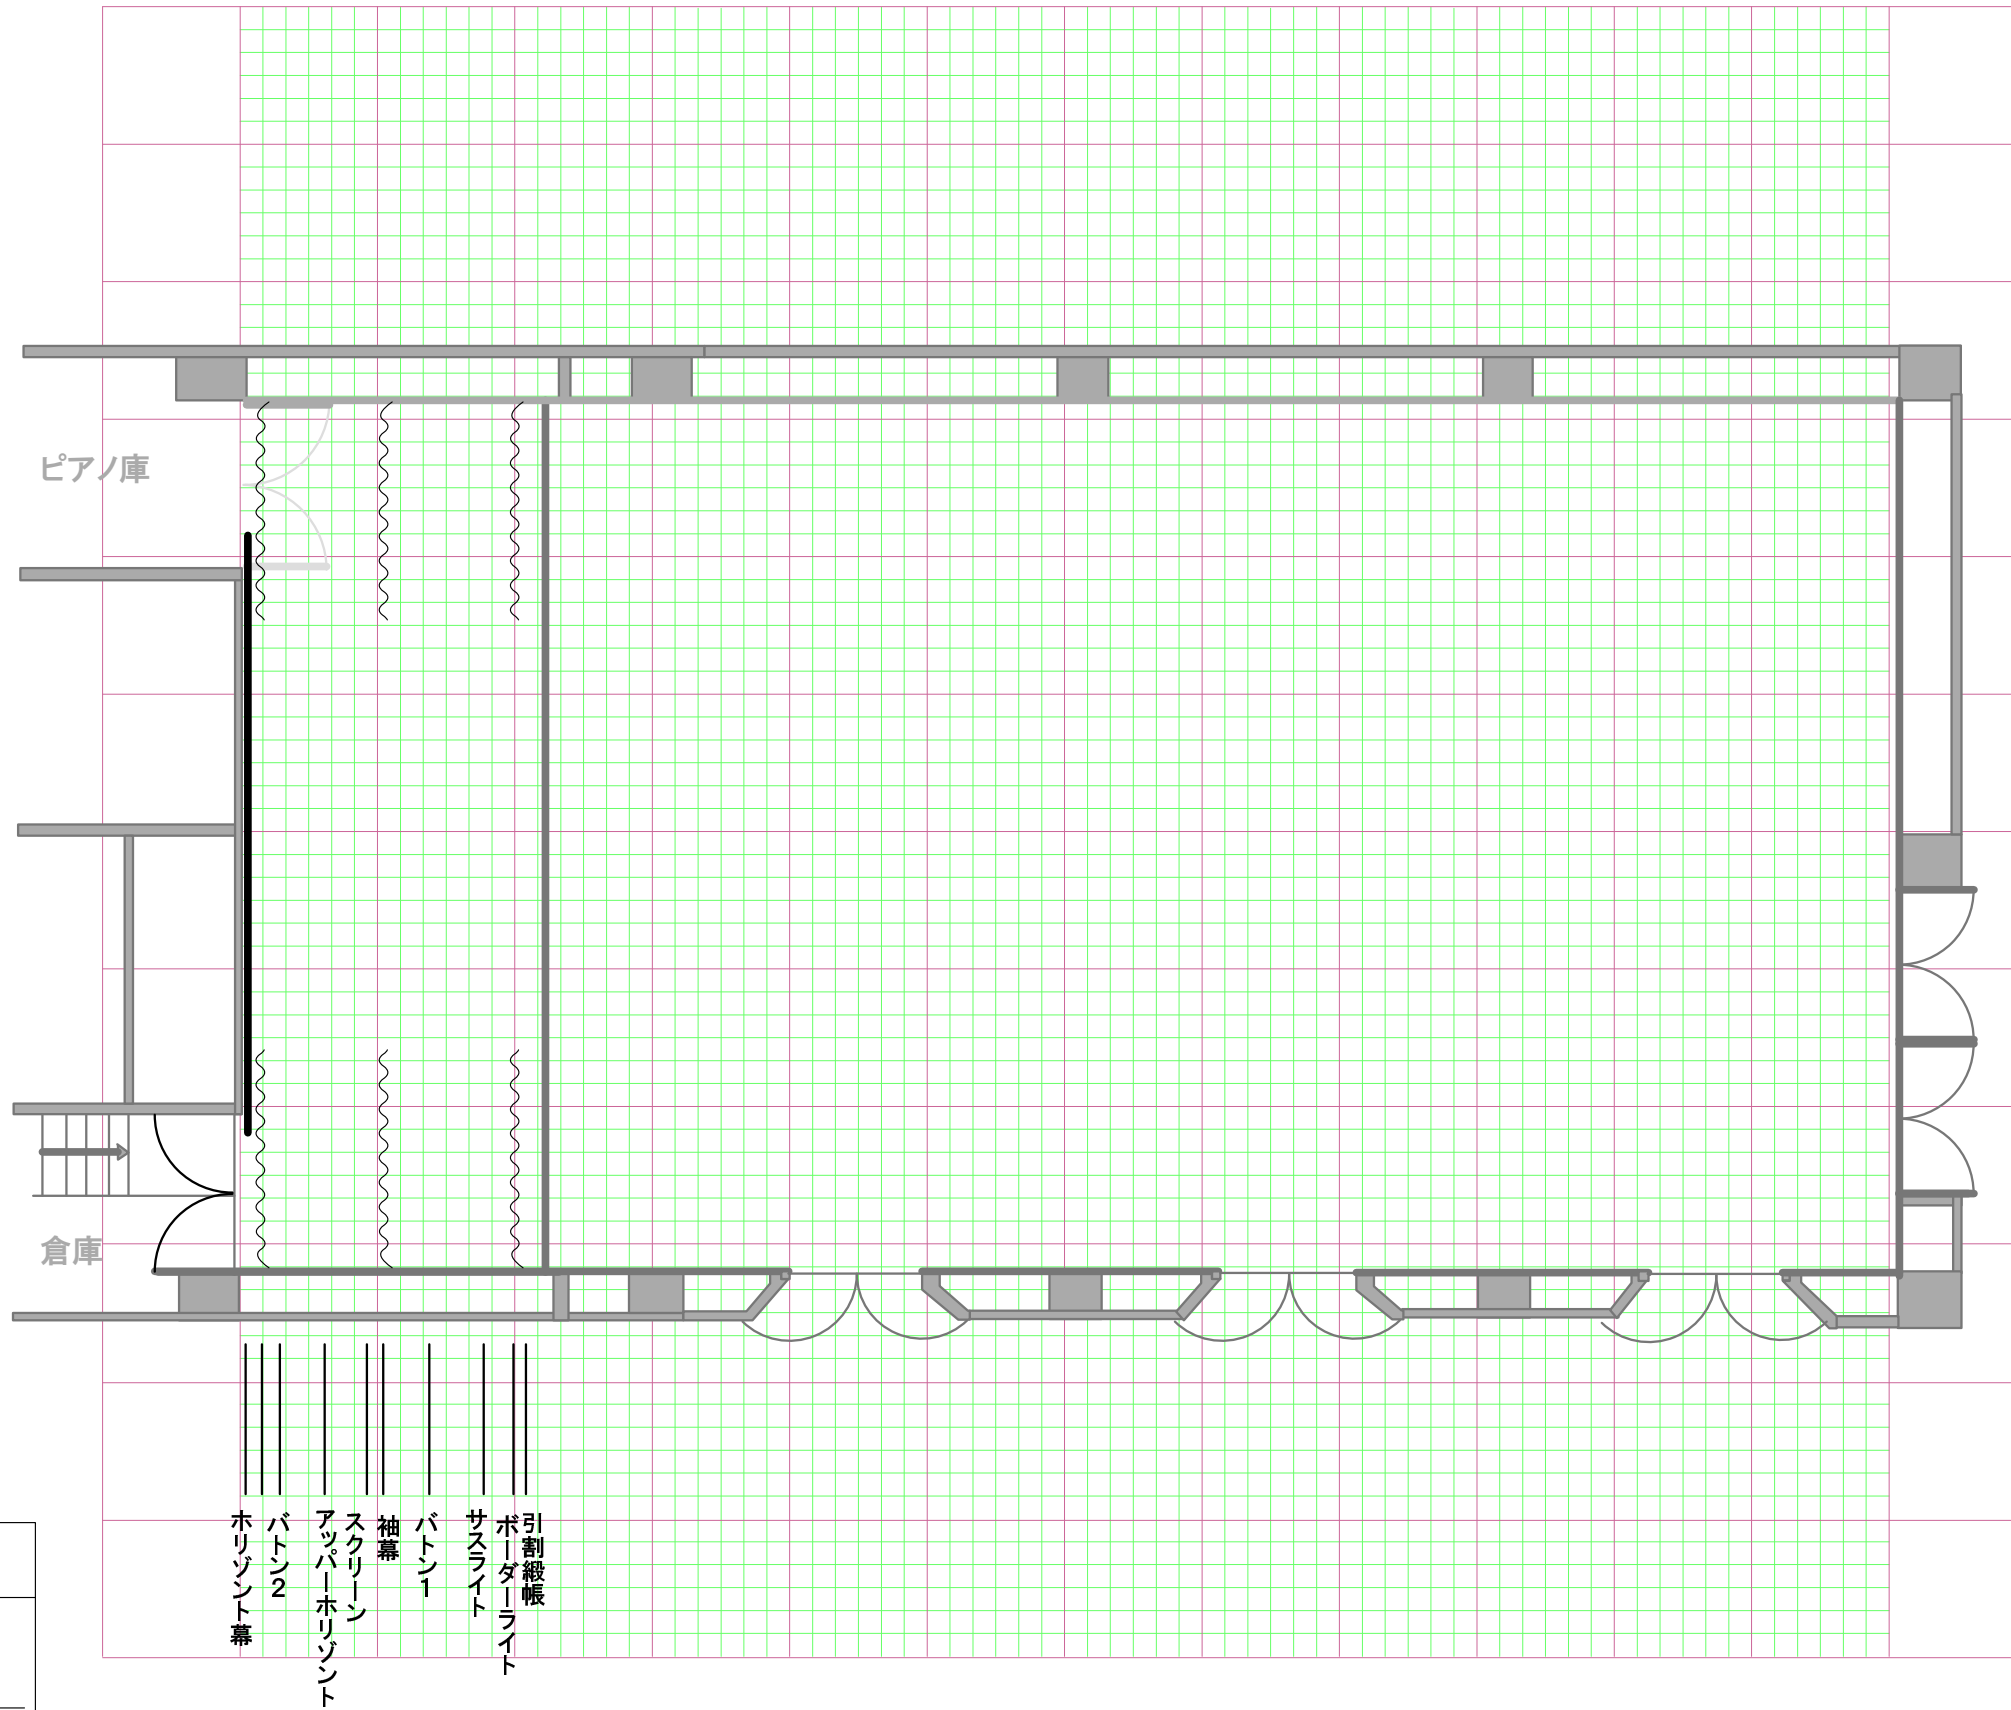 ピアノ庫
倉庫
ホリゾント幕
バトン2
アッパーホリゾント
スクリーン
袖幕
バトン1
サスライト
ボーダーライト
引割緞帳